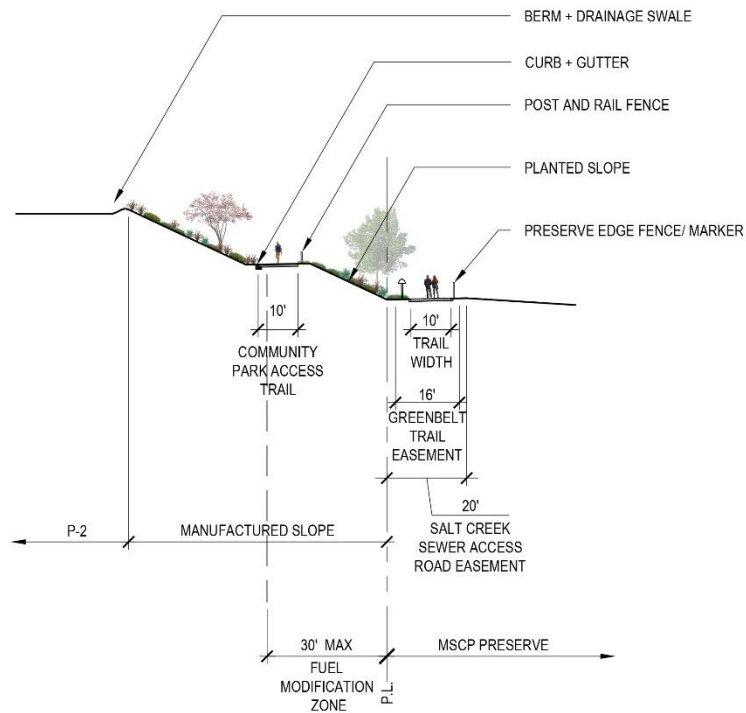 BERM + DRAINAGE SWALE
CURB + GUTTER
POST AND RAIL FENCE
PLANTED SLOPE
PRESERVE EDGE FENCE/ MARKER
10'
COMMUNITY
PARK ACCESS
TRAIL
10'
TRAIL
WIDTH
16'
GREENBELT
TRAIL
EASEMENT
20'
SALT CREEK
SEWER ACCESS
ROAD EASEMENT
P-2
MANUFACTURED SLOPE
30' MAX
FUEL
MODIFICATION
ZONE
P.L.
MSCP PRESERVE